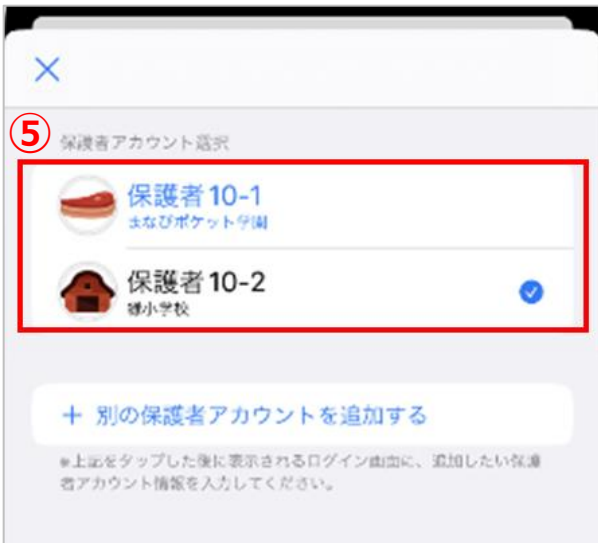 ⑤
保護者アカウント選択
保護者10-1
まなびポケット学園
保護者10-2
小学校
＋ 別の保護者アカウントを追加する
※上記をタップした後に表示されるログイン画面に、追加したい保護
者アカウント情報を入力してください。